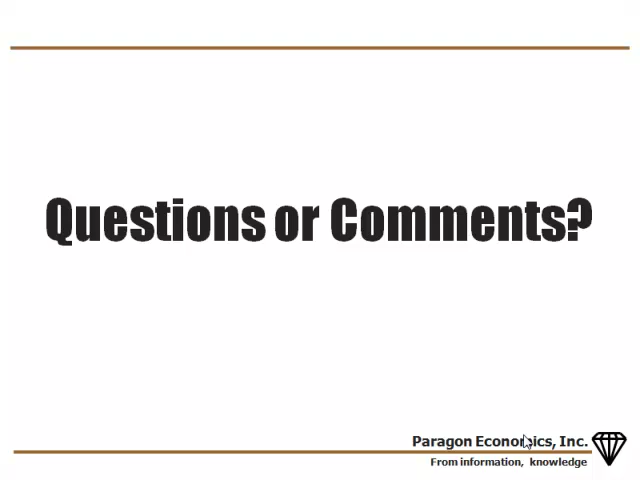 Questions or Comments?
Paragon Economics, Inc.
From information, knowledge